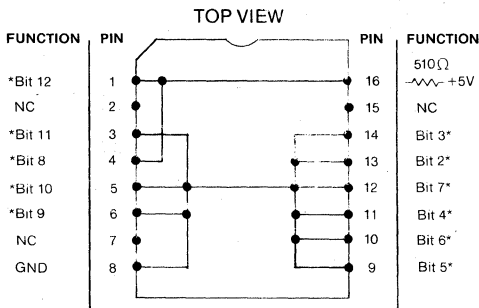 TOP VIEW
FUNCTION PIN PIN FUNCTION
510Ω
*Bit 12 1 16 +5V
NC 2 15 NC
*Bit 11 3 14 Bit 3*
*Bit 8 4 13 Bit 2*
*Bit 10 5 12 Bit 7*
*Bit 9 6 11 Bit 4*
NC 7 10 Bit 6*
GND 8 9 Bit 5*